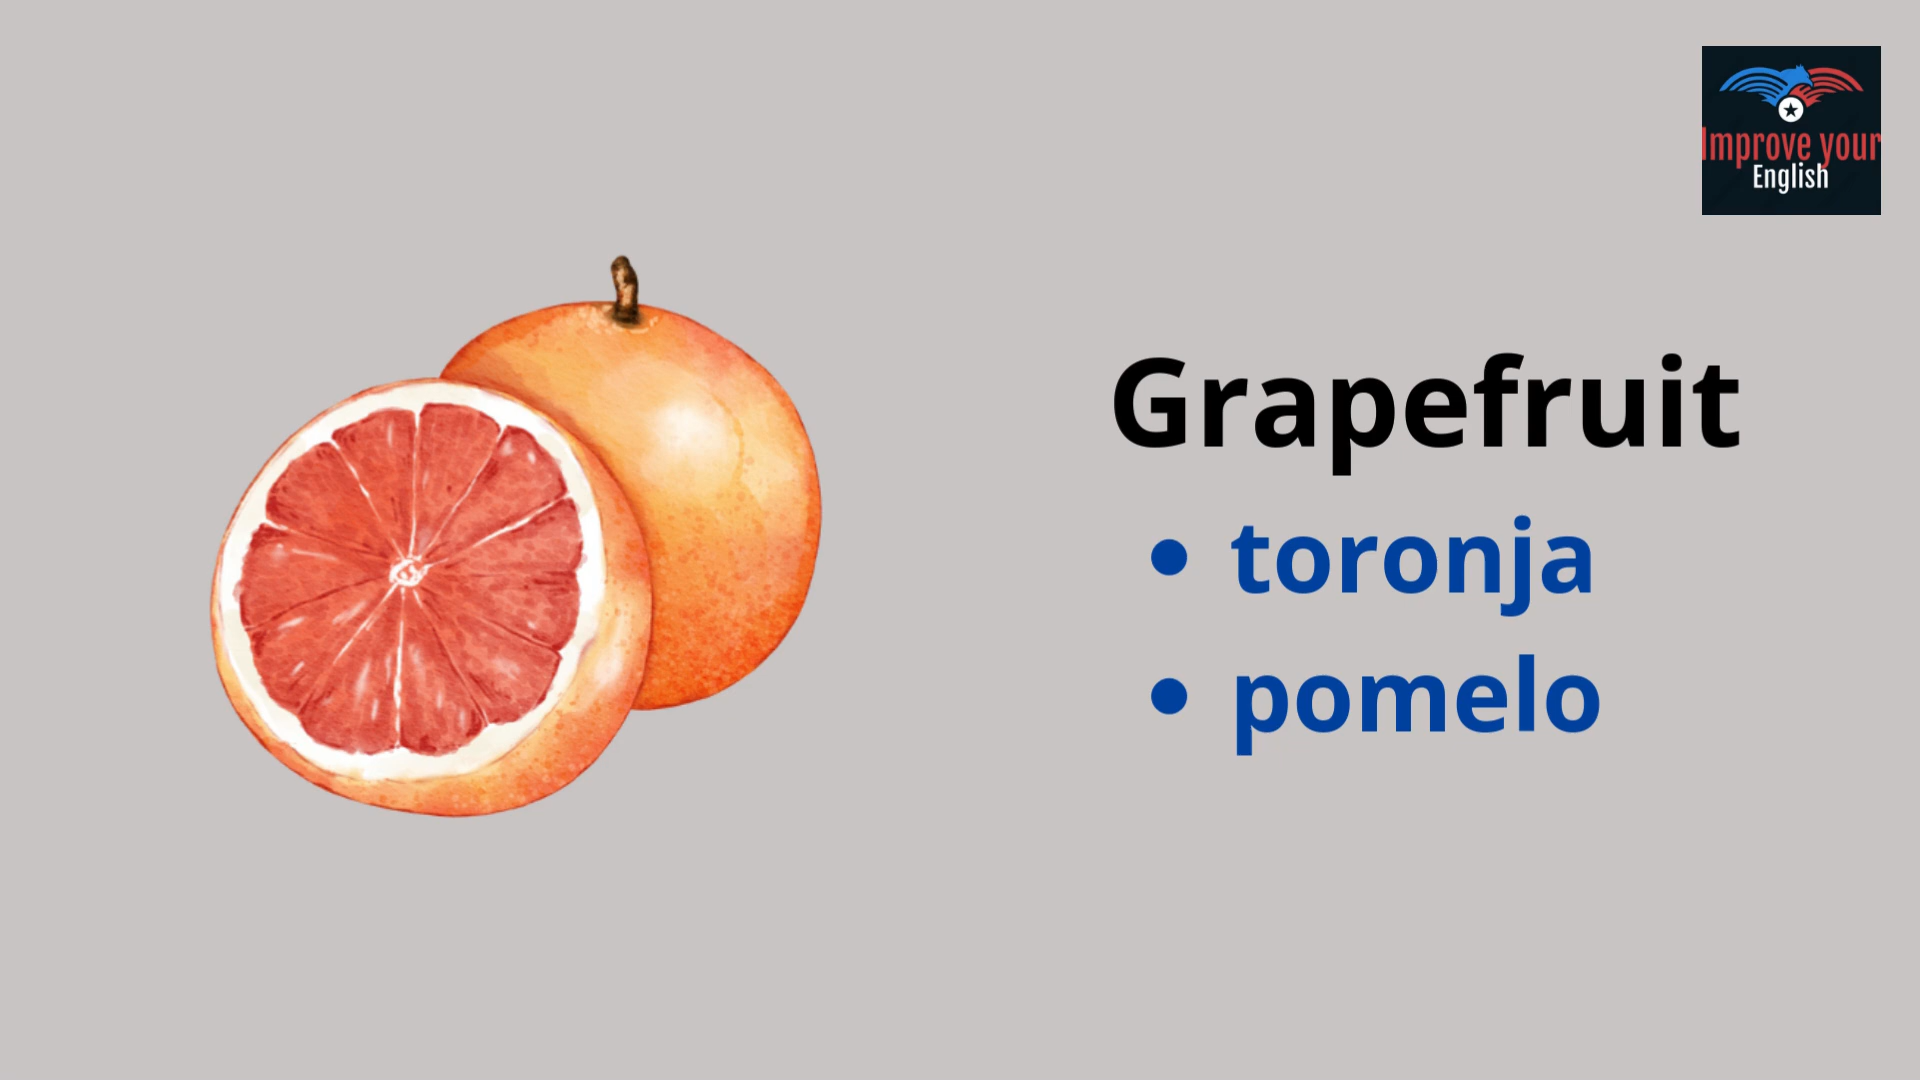 Improve your
English
Grapefruit
• toronja
• pomelo